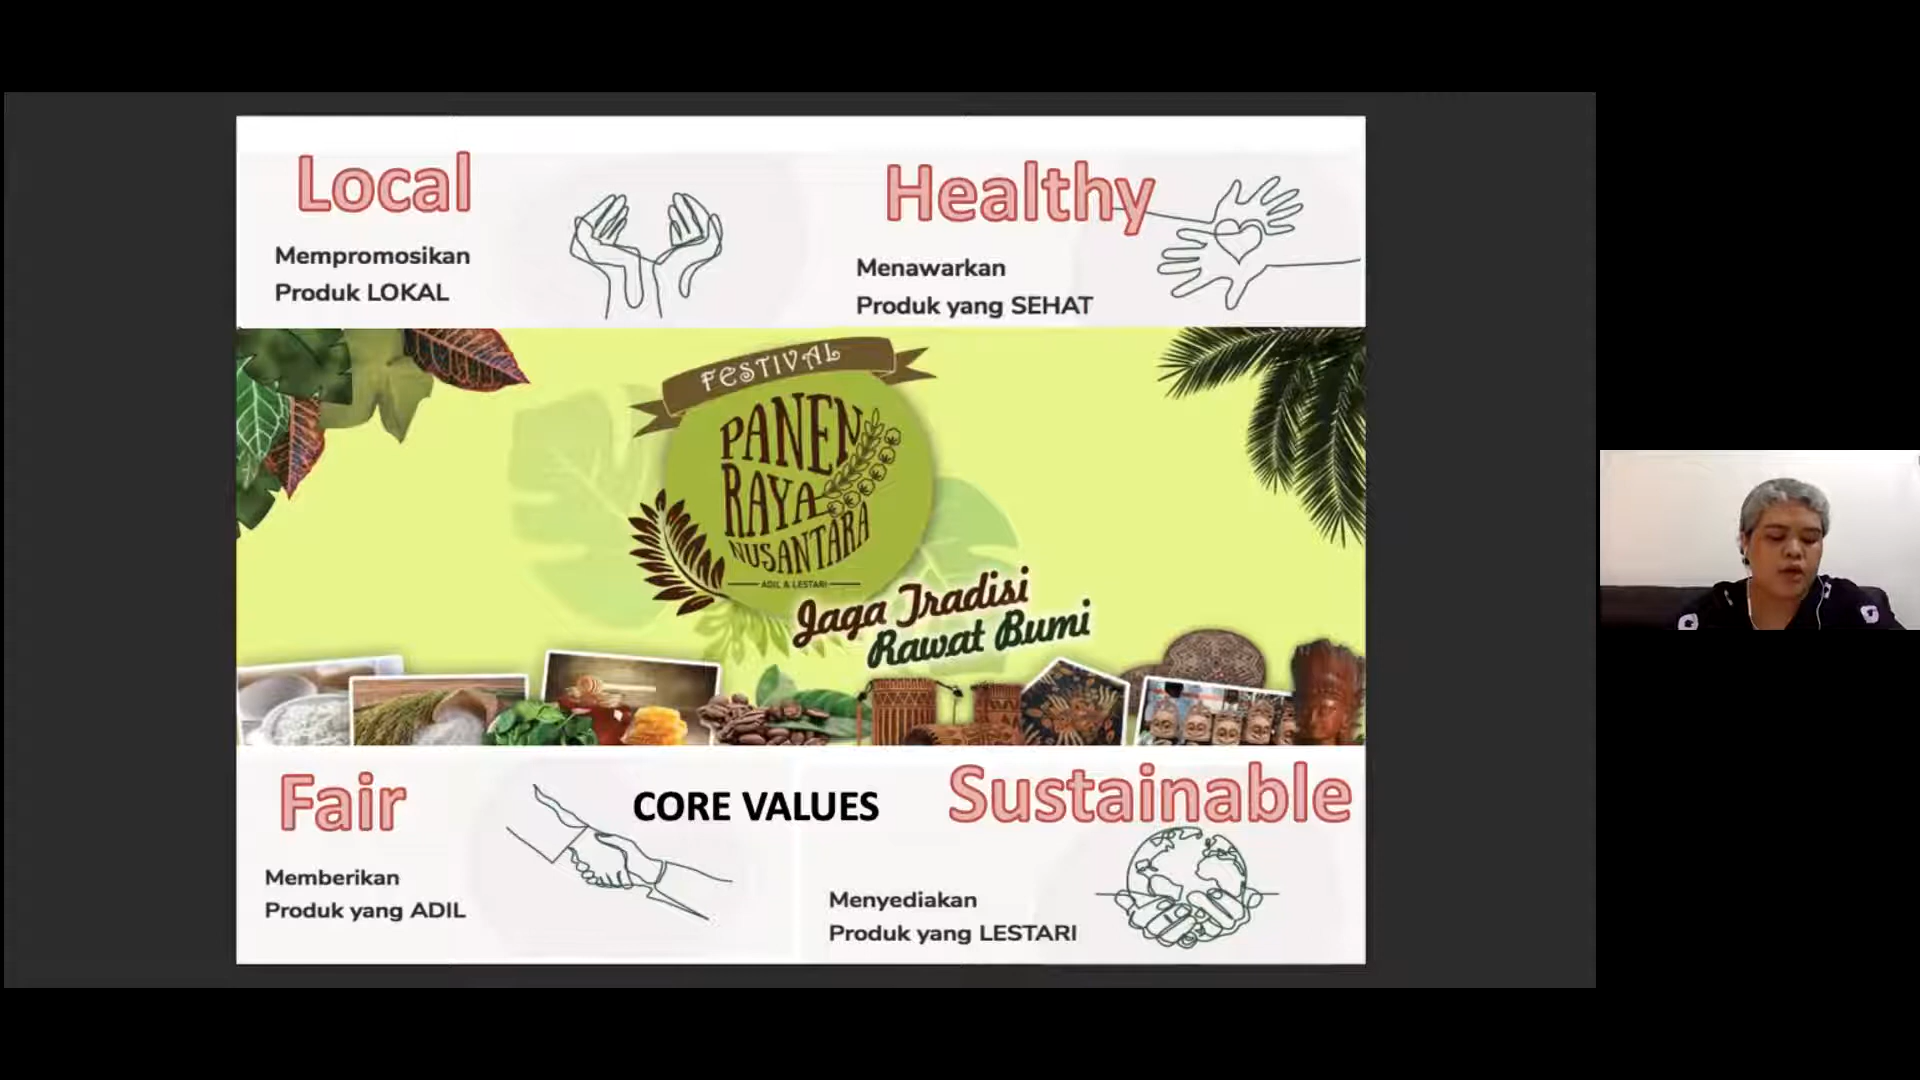 Local
Mempromosikan
Produk LOKAL
Healthy
Menawarkan
Produk yang SEHAT
FESTIVAL
PANEN
RAYA
NUSANTARA
ADIL & LESTARI
Jaga Tradisi
Rawat Bumi
Fair
Memberikan
Produk yang ADIL
CORE VALUES
Sustainable
Menyediakan
Produk yang LESTARI